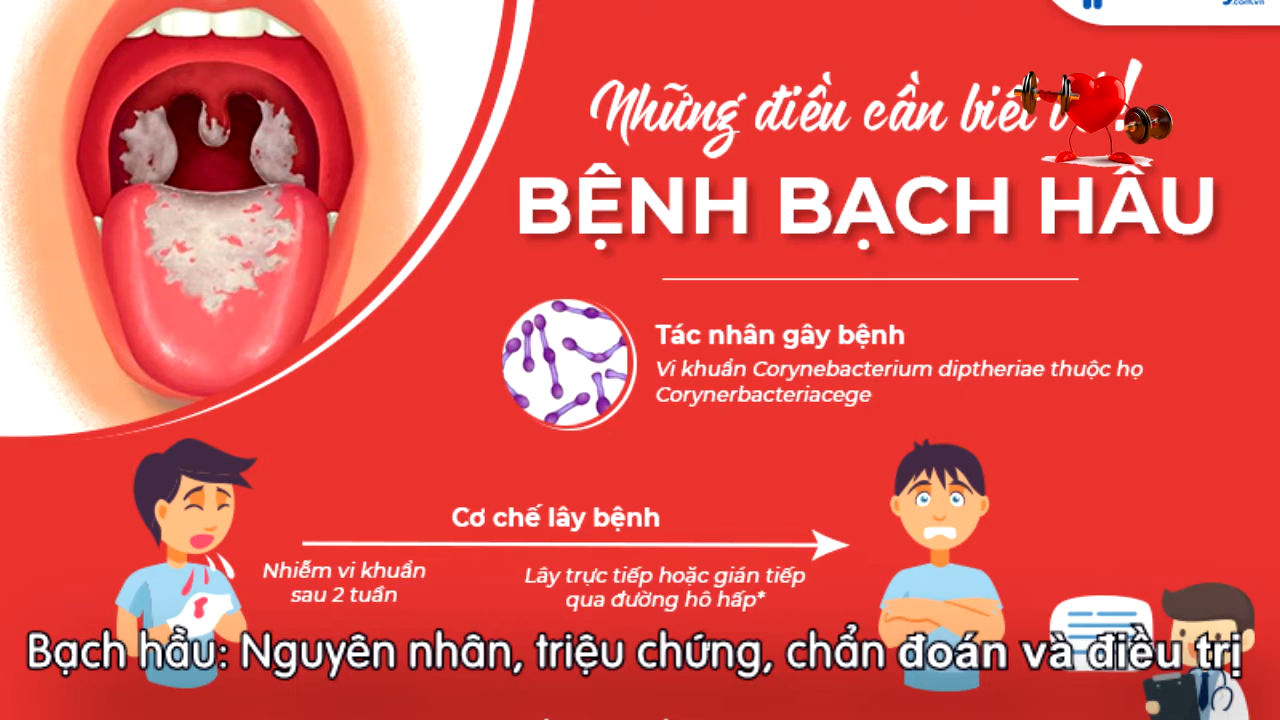 .com.vn
Những điều cần biết
BỆNH BẠCH HẦU
Tác nhân gây bệnh
Vi khuẩn Corynebacterium diptheriae thuộc họ
Corynerbacteriacege
Cơ chế lây bệnh
Nhiễm vi khuẩn
sau 2 tuần
Lây trực tiếp hoặc gián tiếp
qua đường hô hấp*
Bạch hầu: Nguyên nhân, triệu chứng, chẩn đoán và điều trị